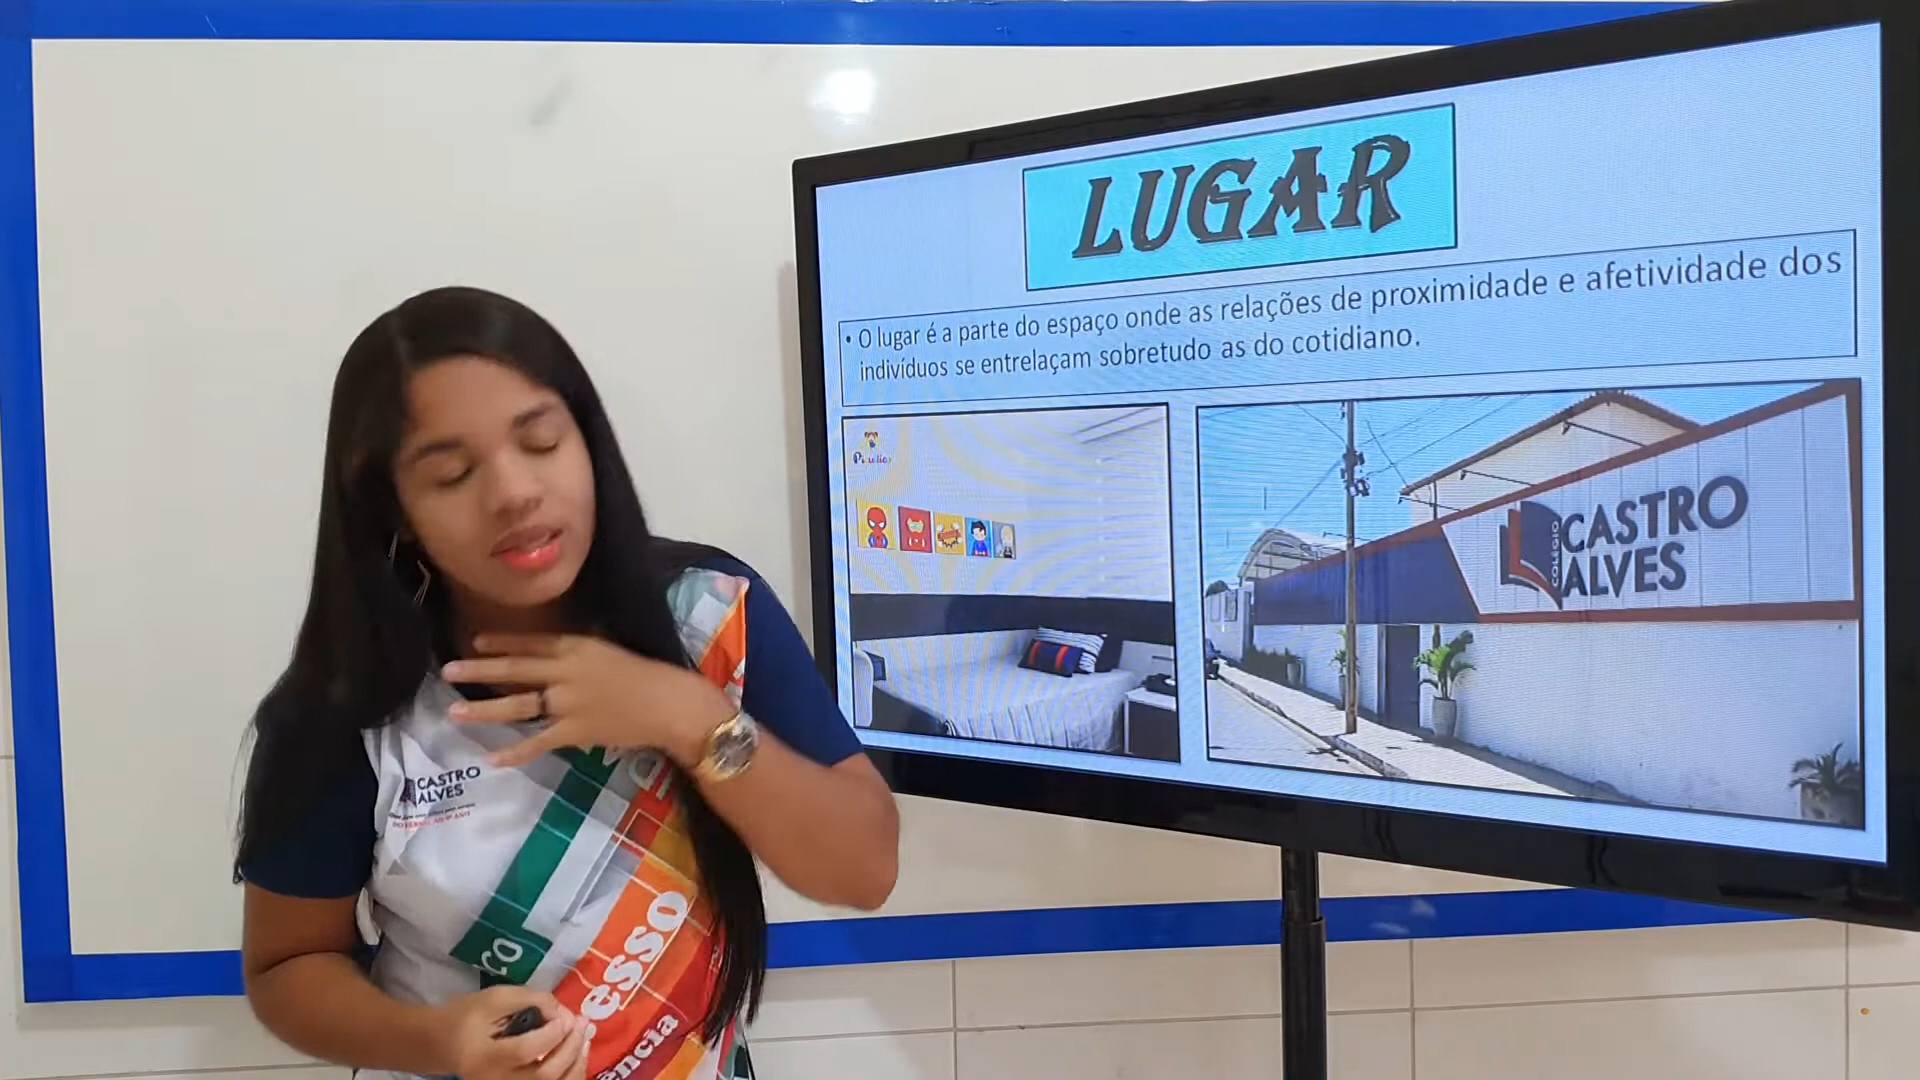 LUGAR
• O lugar é a parte do espaço onde as relações de proximidade e afetividade dos
indivíduos se entrelaçam sobretudo as do cotidiano.
COLÉGIO
CASTRO
ALVES
CASTRO
ALVES
esso
ência